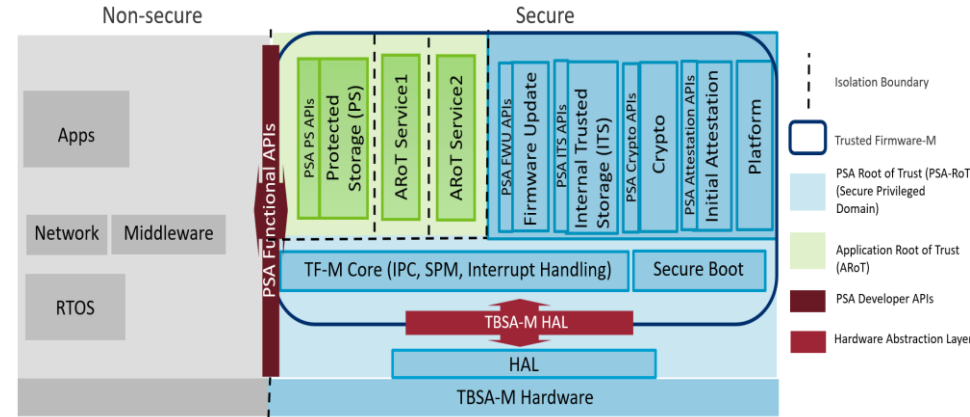 Non-secure
Secure
Apps
Network
Middleware
RTOS
PSA Functional APIs
PSA PS APIs
Protected
Storage (PS)
ARoT Service1
ARoT Service2
PSA FWU APIs
Firmware Update
PSA ITS APIs
Internal Trusted
Storage (ITS)
PSA Crypto APIs
Crypto
PSA Attestation APIs
Initial Attestation
Platform
TF-M Core (IPC, SPM, Interrupt Handling)
Secure Boot
TBSA-M HAL
HAL
TBSA-M Hardware
Isolation Boundary
Trusted Firmware-M
PSA Root of Trust (PSA-RoT
(Secure Privileged
Domain)
Application Root of Trust
(ARoT)
PSA Developer APIs
Hardware Abstraction Layer